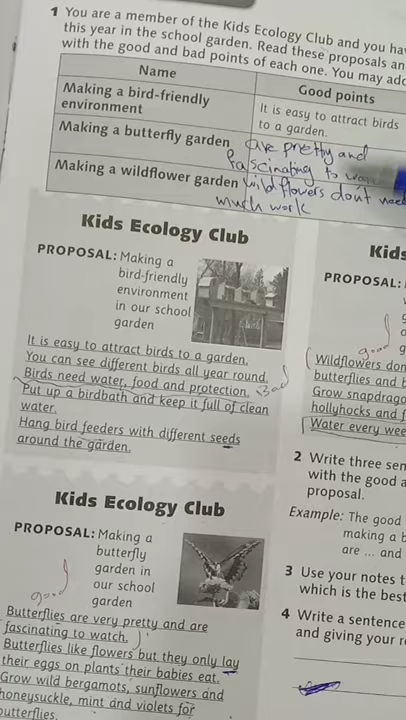 1 You are a member of the Kids Ecology Club and you
this year in the school garden. Read these proposals
with the good and bad points of each one. You may
Name
Good points
Making a bird-friendly
environment
It is easy to attract birds
to a garden.
Making a butterfly garden
are pretty and
fascinating to
Making a wildflower garden
wildflowers don't need
much work
Kids Ecology Club
PROPOSAL: Making a
bird-friendly
environment
in our school
garden
It is easy to attract birds to a garden.
You can see different birds all year round.
Birds need water, food and protection.
Bad
Put up a birdbath and keep it full of clean
water.
Hang bird feeders with different seeds
around the garden.
Kids Ecology Club
PROPOSAL: Making a
butterfly
garden in
our school
garden
good
Butterflies are very pretty and are
fascinating to watch.
Butterflies like flowers but they only lay
their eggs on plants their babies eat.
Grow wild bergamots, sunflowers and
honeysuckle, mint and violets for
butterflies.
Kids
PROPOSAL:
good
Wildflowers
butterflies and
Grow
hollyhocks and
Water every
2 Write three
with the good
proposal.
Example: The good
making a
are ... and
3 Use your notes
which is the best
4 Write a sentence
and giving your